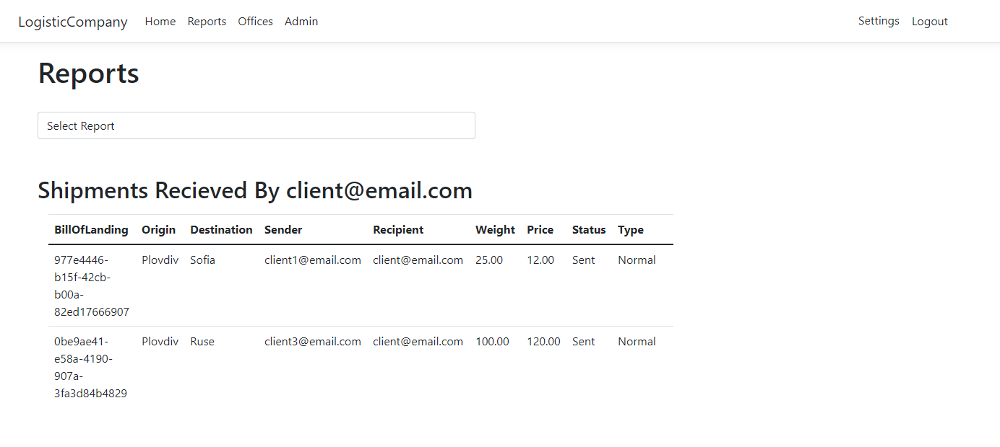 LogisticCompany Home Reports Offices Admin Settings Logout
Reports
Select Report
Shipments Recieved By client@email.com
BillOfLanding Origin Destination Sender Recipient Weight Price Status Type
977e4446- Plovdiv Sofia client1@email.com client@email.com 25.00 12.00 Sent Normal
b15f-42cb-
b00a-
82ed17666907
0be9ae41- Plovdiv Ruse client3@email.com client@email.com 100.00 120.00 Sent Normal
e58a-4190-
907a-
3fa3d84b4829